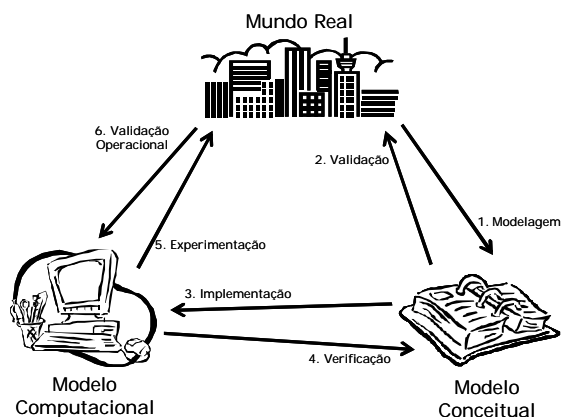 Mundo Real
6. Validação
Operacional
2. Validação
1. Modelagem
5. Experimentação
3. Implementação
4. Verificação
Modelo
Computacional
Modelo
Conceitual